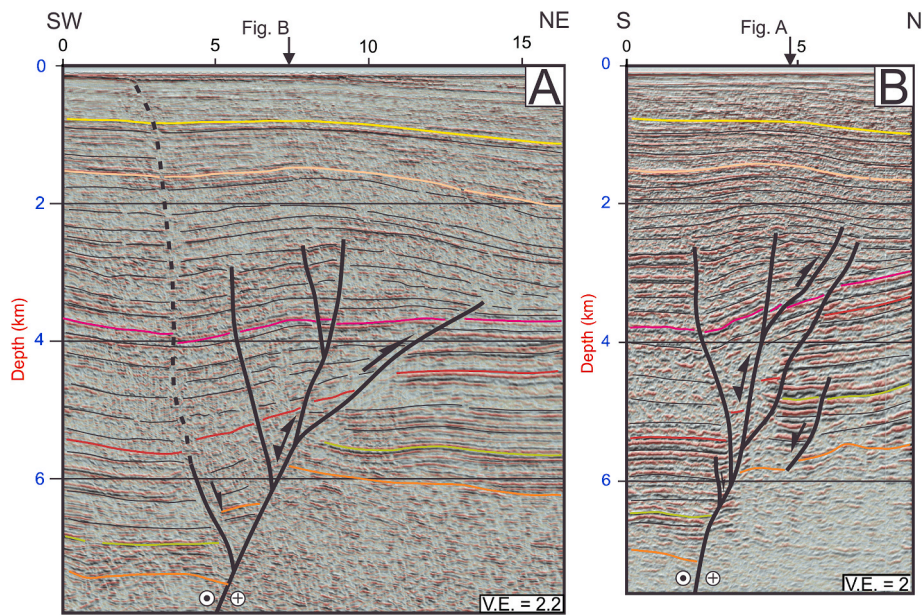 SW
Fig. B
NE
0
5
10
15
0
2
4
6
Depth (km)
A
V.E. = 2.2
S
Fig. A
N
0
5
0
2
4
6
Depth (km)
B
V.E. = 2